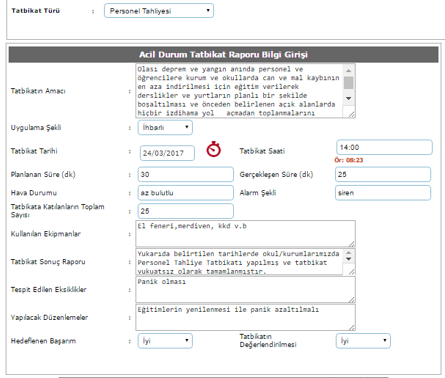 Tatbikat Türü : Personel Tahliyesi
Acil Durum Tatbikat Raporu Bilgi Girişi
Tatbikatın Amacı :
Olası deprem ve yangın anında personel ve
öğrencilere kurum ve okullarda can ve mal kaybının
en aza indirilmesi için eğitim verilerek
derslikler ve yurtların planlı bir şekilde
boşaltılması ve önceden belirlenen açık alanlarda
hiçbir izdihama yol açmadan toplanmalarını
Uygulama Şekli : İhbarlı
Tatbikat Tarihi : 24/03/2017 Tatbikat Saati : 14:00
Ör: 08:23
Planlanan Süre (dk) : 30 Gerçekleşen Süre (dk) : 25
Hava Durumu : az bulutlu Alarm Şekli : siren
Tatbikata Katılanların Toplam
Sayısı : 25
Kullanılan Ekipmanlar : El feneri,merdiven, kkd v.b
Tatbikat Sonuç Raporu :
Yukarıda belirtilen tarihlerde okul/kurumlarımızda
Personel Tahliye Tatbikatı yapılmış ve tatbikat
vukuatsız olarak tamamlanmıştır.
Tespit Edilen Eksiklikler : Panik olması
Yapılacak Düzenlemeler : Eğitimlerin yenilenmesi ile panik azaltılmalı
Hedeflenen Başarım : İyi Tatbikatın
Değerlendirilmesi : İyi